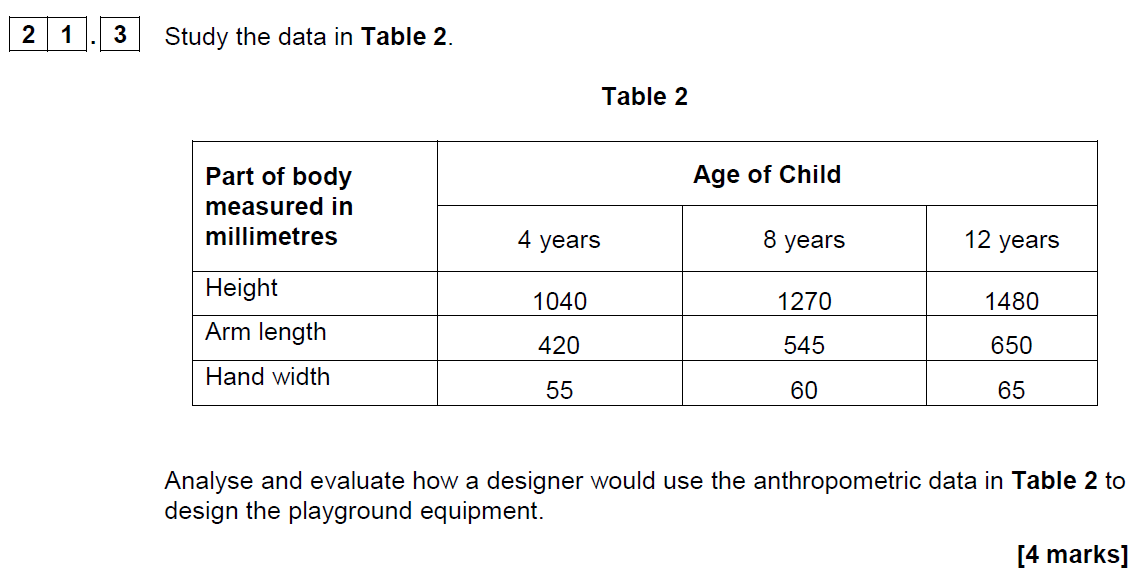 2 1 . 3 Study the data in Table 2.
Table 2
Part of body
measured in
millimetres
Age of Child
4 years 8 years 12 years
Height 1040 1270 1480
Arm length 420 545 650
Hand width 55 60 65
Analyse and evaluate how a designer would use the anthropometric data in Table 2 to
design the playground equipment.
[4 marks]